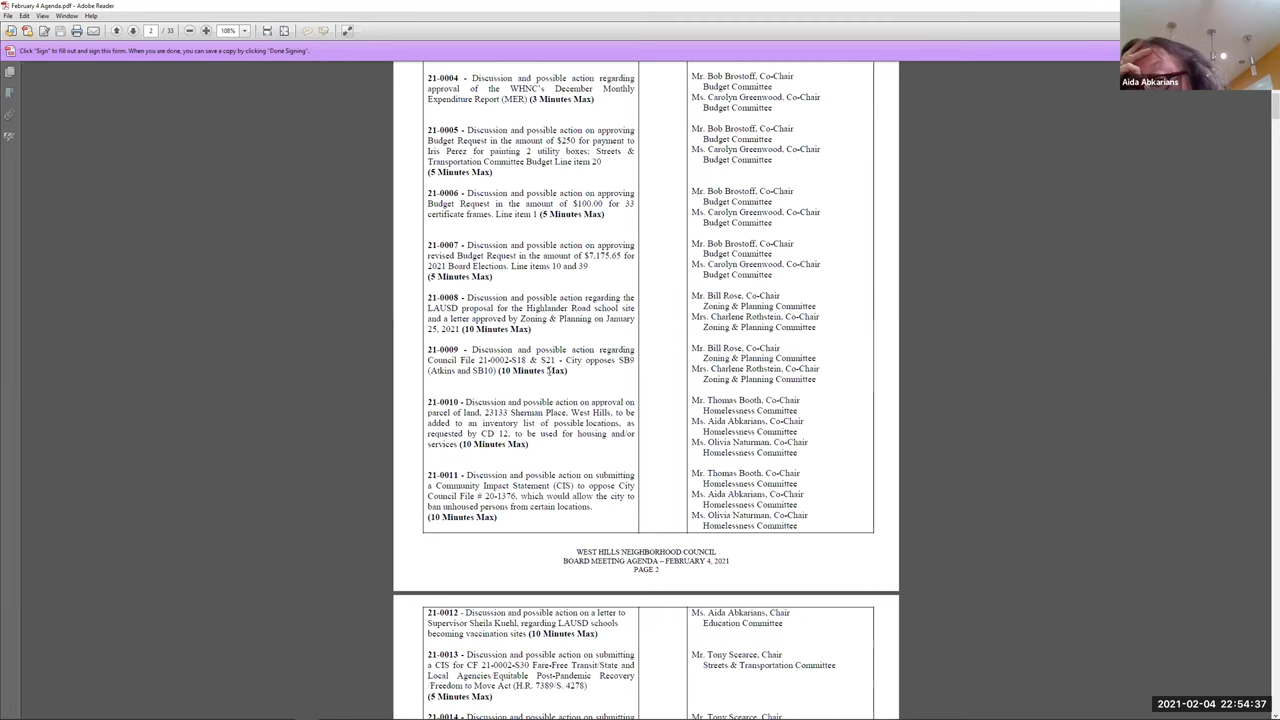 February 4 Agenda.pdf - Adobe Reader
File Edit View Window Help
2 / 33 108%
Click "Sign" to fill out and sign this form. When you are done, you can save a copy by clicking "Done Signing".
21-0004 - Discussion and possible action regarding
approval of the WHNC's December Monthly
Expenditure Report (MER) (3 Minutes Max)
Mr. Bob Brostoff, Co-Chair
Budget Committee
Ms. Carolyn Greenwood, Co-Chair
Budget Committee
21-0005 - Discussion and possible action on approving
Budget Request in the amount of $250 for payment to
Iris Perez for painting 2 utility boxes; Streets &
Transportation Committee Budget Line item 20
(5 Minutes Max)
Mr. Bob Brostoff, Co-Chair
Budget Committee
Ms. Carolyn Greenwood, Co-Chair
Budget Committee
21-0006 - Discussion and possible action on approving
Budget Request in the amount of $100.00 for 33
certificate frames. Line item 1 (5 Minutes Max)
Mr. Bob Brostoff, Co-Chair
Budget Committee
Ms. Carolyn Greenwood, Co-Chair
Budget Committee
21-0007 - Discussion and possible action on approving
revised Budget Request in the amount of $7,175.65 for
2021 Board Elections. Line items 10 and 39
(5 Minutes Max)
Mr. Bob Brostoff, Co-Chair
Budget Committee
Ms. Carolyn Greenwood, Co-Chair
Budget Committee
21-0008 - Discussion and possible action regarding the
LAUSD proposal for the Highlander Road school site
and a letter approved by Zoning & Planning on January
25, 2021 (10 Minutes Max)
Mr. Bill Rose, Co-Chair
Zoning & Planning Committee
Mrs. Charlene Rothstein, Co-Chair
Zoning & Planning Committee
21-0009 - Discussion and possible action regarding
Council File 21-0002-S18 & S21 - City opposes SB9
(Atkins and SB10) (10 Minutes Max)
Mr. Bill Rose, Co-Chair
Zoning & Planning Committee
Mrs. Charlene Rothstein, Co-Chair
Zoning & Planning Committee
21-0010 - Discussion and possible action on approval on
parcel of land, 23133 Sherman Place, West Hills, to be
added to an inventory list of possible locations, as
requested by CD 12, to be used for housing and/or
services (10 Minutes Max)
Mr. Thomas Booth, Co-Chair
Homelessness Committee
Ms. Aida Abkarians, Co-Chair
Homelessness Committee
Ms. Olivia Naturman, Co-Chair
Homelessness Committee
21-0011 - Discussion and possible action on submitting
a Community Impact Statement (CIS) to oppose City
Council File # 20-1376, which would allow the city to
ban unhoused persons from certain locations.
(10 Minutes Max)
Mr. Thomas Booth, Co-Chair
Homelessness Committee
Ms. Aida Abkarians, Co-Chair
Homelessness Committee
Ms. Olivia Naturman, Co-Chair
Homelessness Committee
WEST HILLS NEIGHBORHOOD COUNCIL
BOARD MEETING AGENDA – FEBRUARY 4, 2021
PAGE 2
21-0012 - Discussion and possible action on a letter to
Supervisor Sheila Kuehl, regarding LAUSD schools
becoming vaccination sites (10 Minutes Max)
Ms. Aida Abkarians, Chair
Education Committee
21-0013 - Discussion and possible action on submitting
a CIS for CF 21-0002-S30 Fare-Free Transit/State and
Local Agencies/Equitable Post-Pandemic Recovery
/Freedom to Move Act (H.R. 7389/S. 4278)
(5 Minutes Max)
Mr. Tony Scearce, Chair
Streets & Transportation Committee
21-0014 - Discussion and possible action on submitting
Mr. Tony Scearce, Chair
Aida Abkarians
2021-02-04 22:54:37